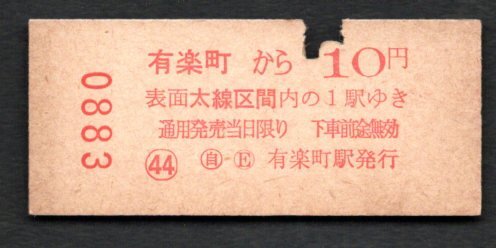 0883
有楽町 から 10円
表面太線区間内の1駅ゆき
通用発売当日限り 下車前途無効
㊹ 自 E 有楽町駅発行